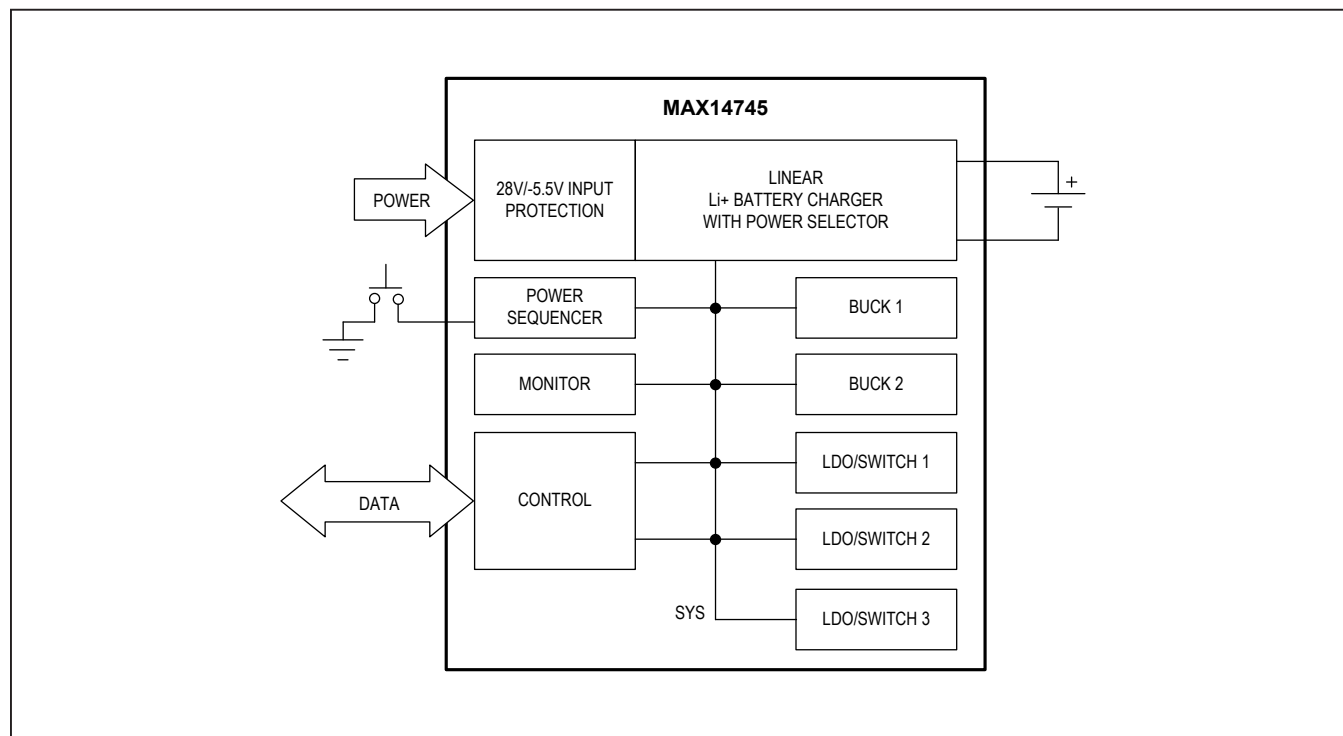 MAX14745
POWER
28V/-5.5V INPUT
PROTECTION
LINEAR
Li+ BATTERY CHARGER
WITH POWER SELECTOR
+
POWER
SEQUENCER
BUCK 1
MONITOR
BUCK 2
DATA
CONTROL
LDO/SWITCH 1
LDO/SWITCH 2
SYS
LDO/SWITCH 3